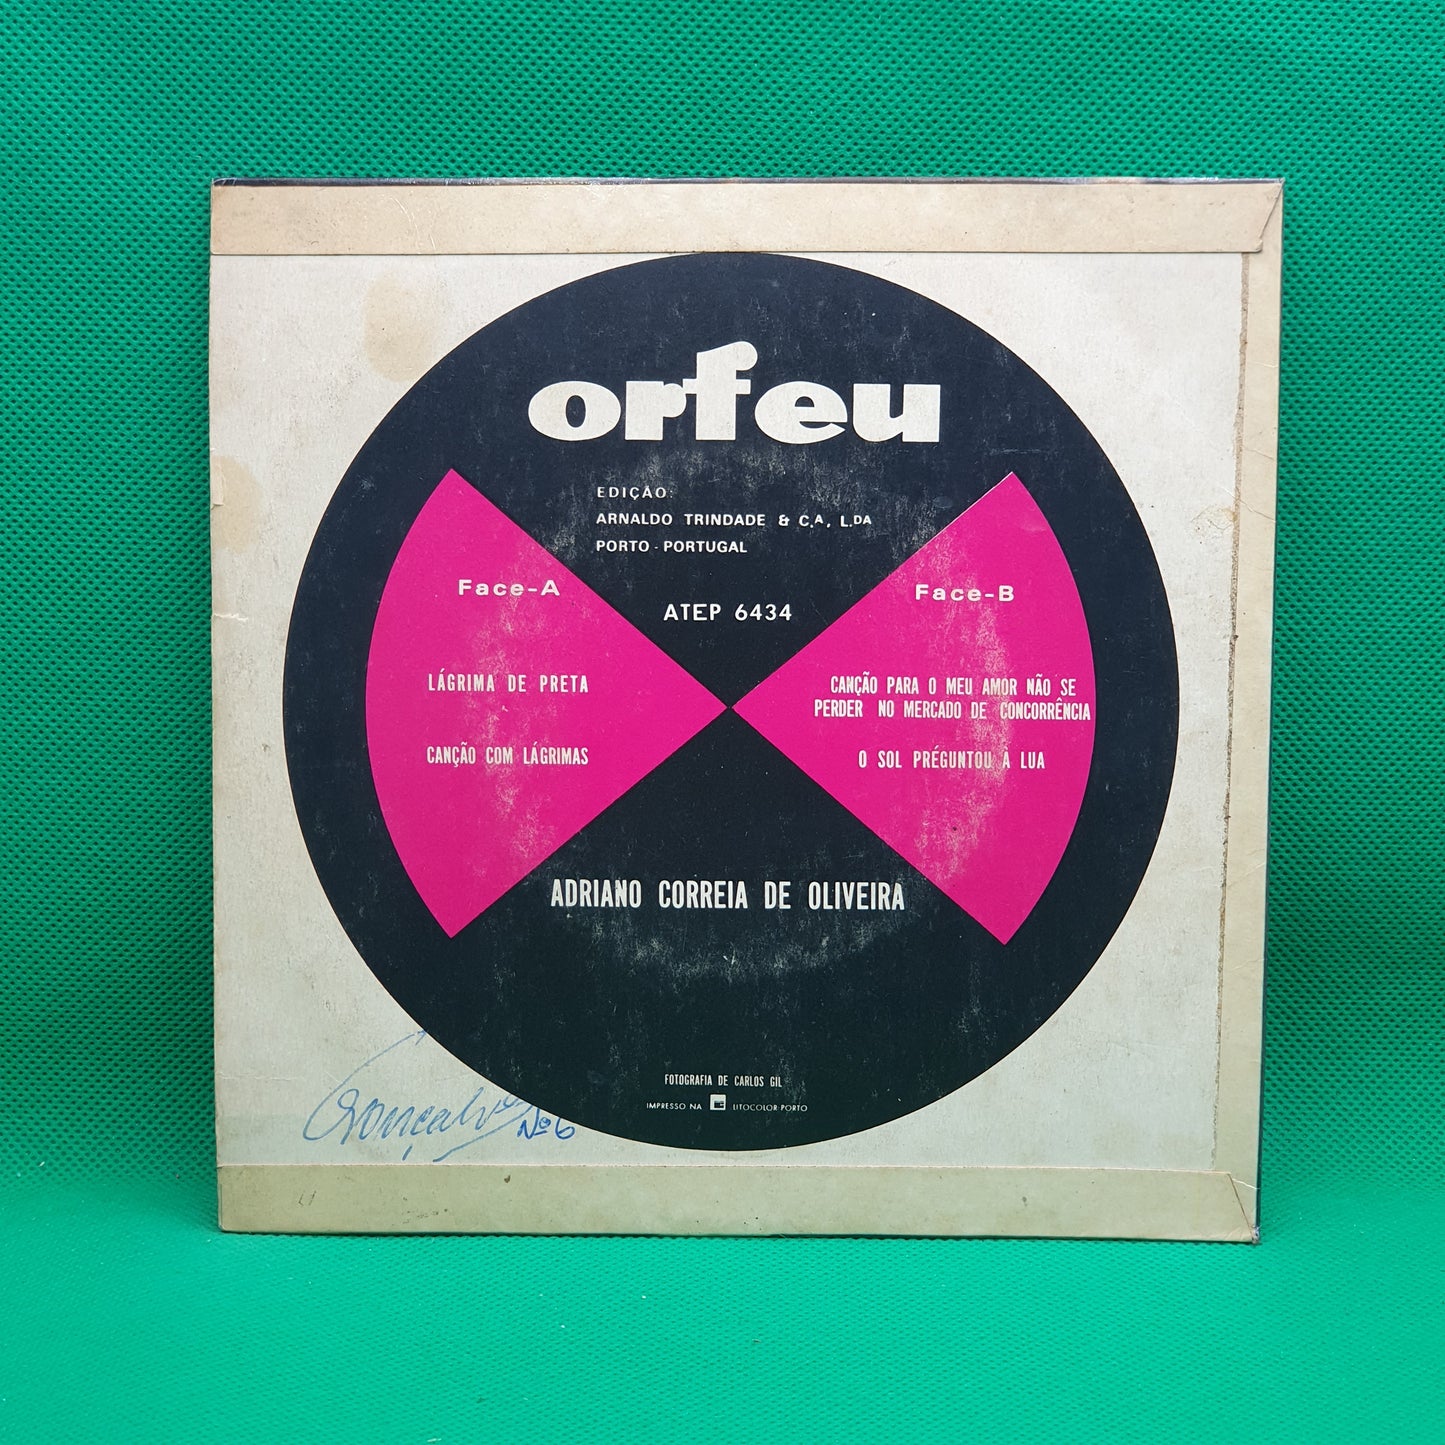 orfeu
EDIÇÃO:
ARNALDO TRINDADE & C.A, L.DA
PORTO - PORTUGAL
ATEP 6434
Face-A
LÁGRIMA DE PRETA
CANÇÃO COM LÁGRIMAS
Face-B
CANÇÃO PARA O MEU AMOR NÃO SE
PERDER NO MERCADO DE CONCORRÊNCIA
O SOL PRÉGUNTOU À LUA
ADRIANO CORREIA DE OLIVEIRA
FOTOGRAFIA DE CARLOS GIL
IMPRESSO NA LITOCOLOR-PORTO
Nº 6